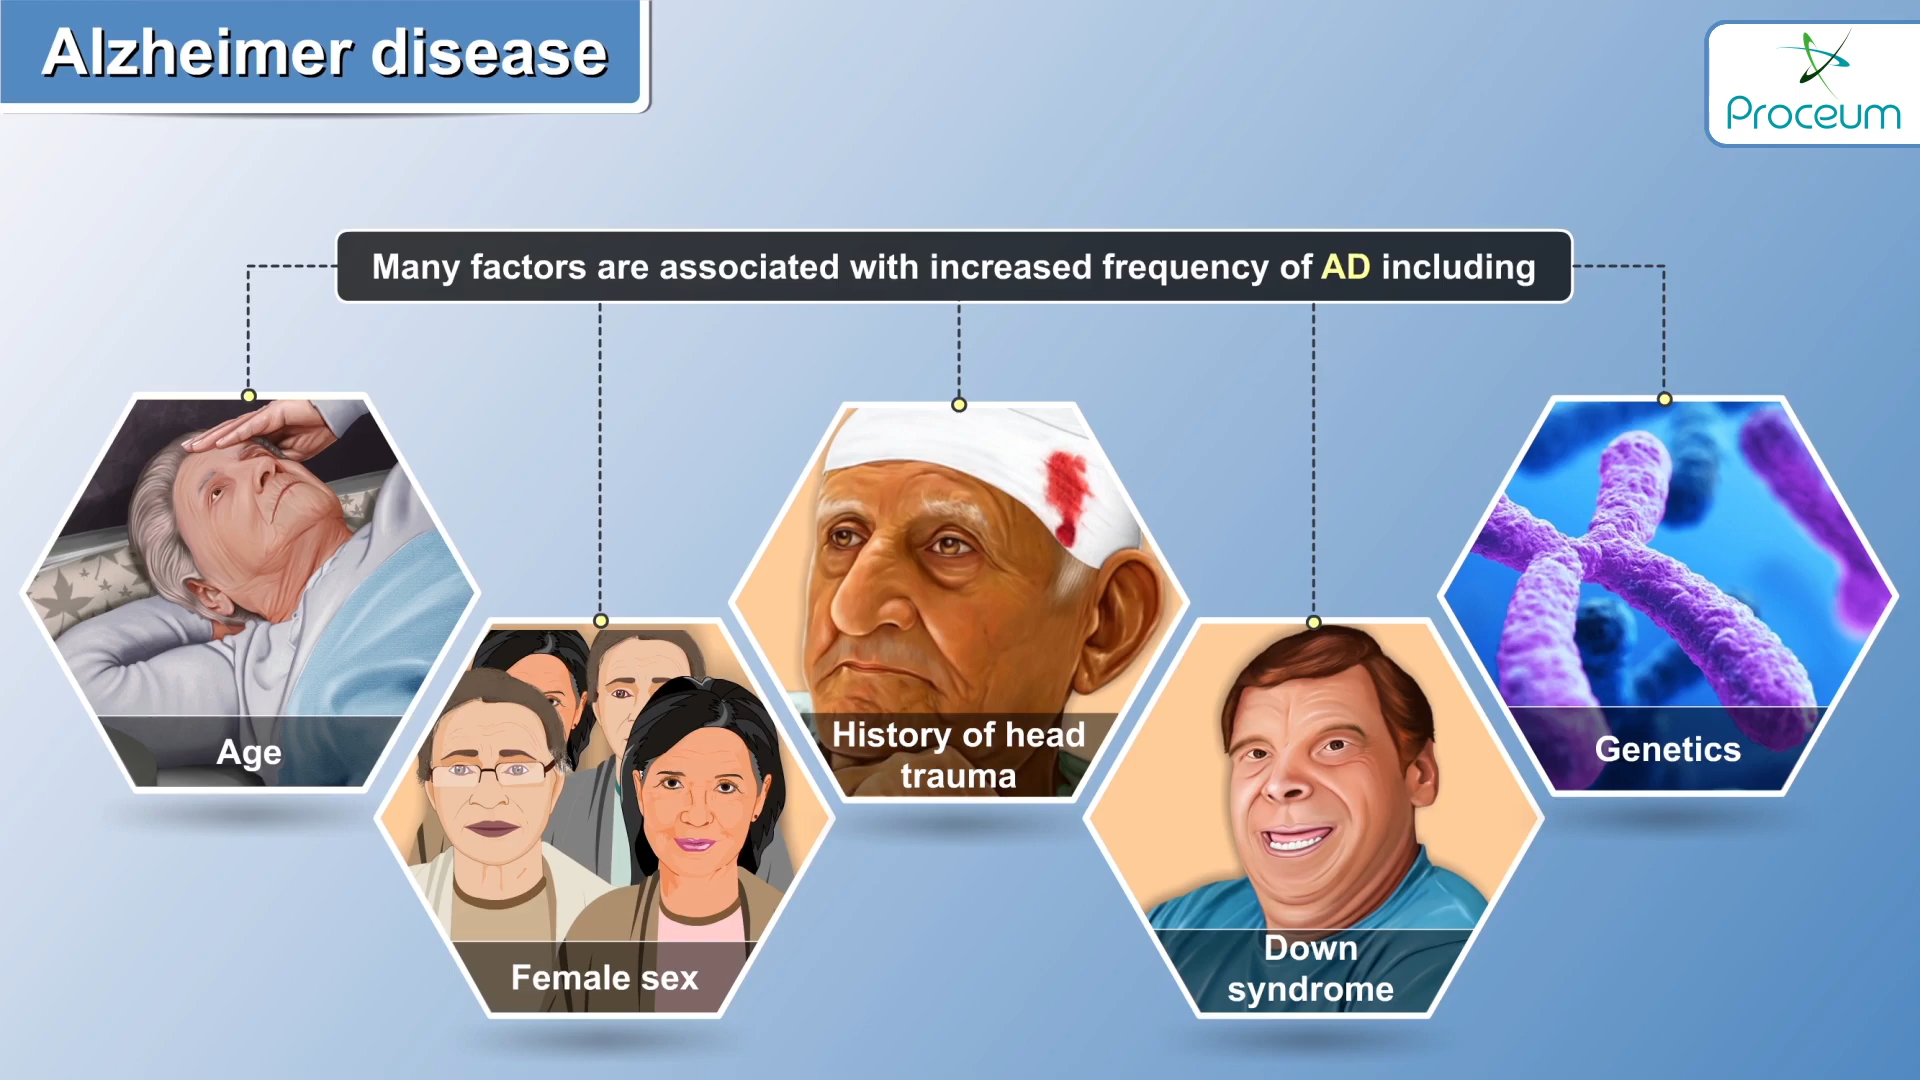 Alzheimer disease
Proceum
Many factors are associated with increased frequency of AD including
Age
Female sex
History of head
trauma
Down
syndrome
Genetics